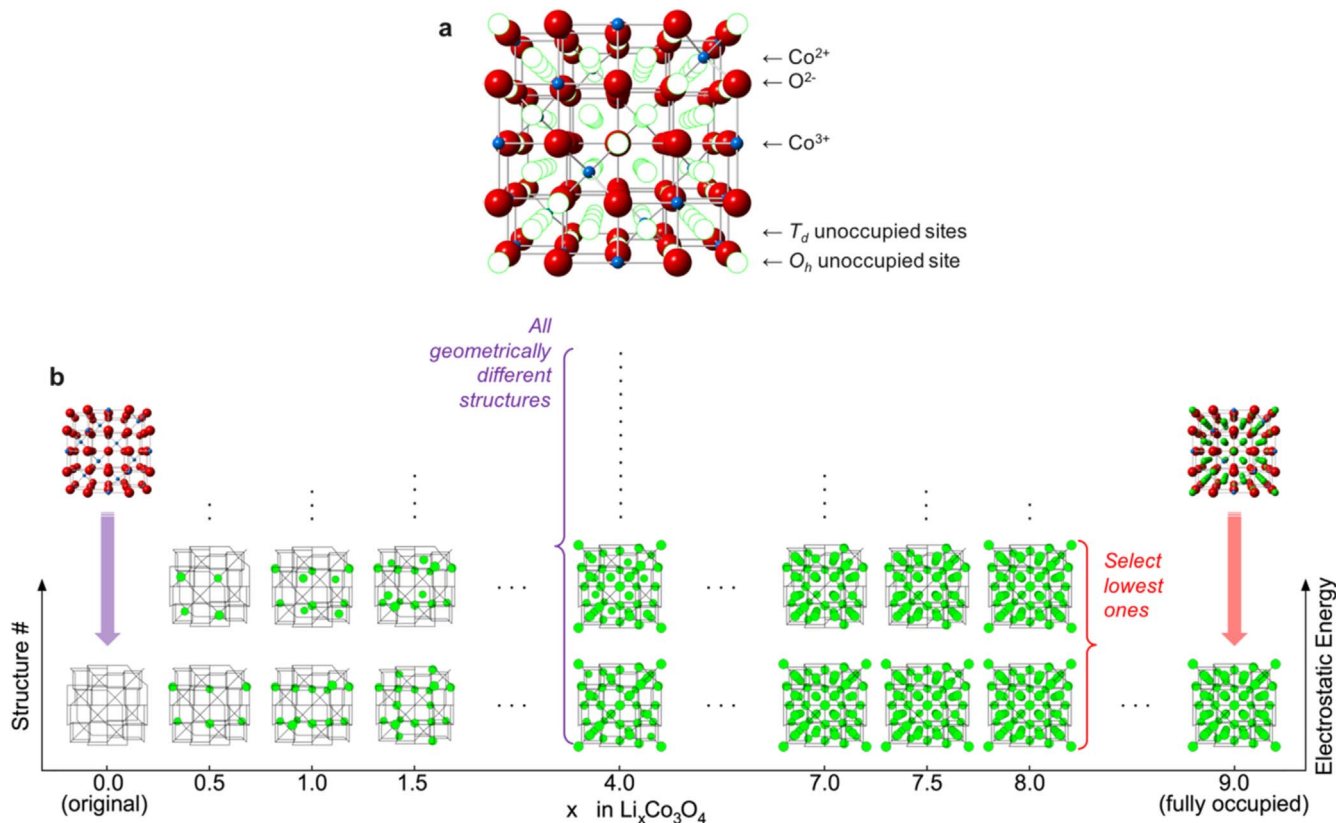 a
← Co²⁺
← O²⁻
← Co³⁺
← T_d unoccupied sites
← O_h unoccupied site
b
All
geometrically
different
structures
Select
lowest
ones
Structure #
Electrostatic Energy
0.0 0.5 1.0 1.5 4.0 7.0 7.5 8.0 9.0
(original) x in LiₓCo₃O₄ (fully occupied)